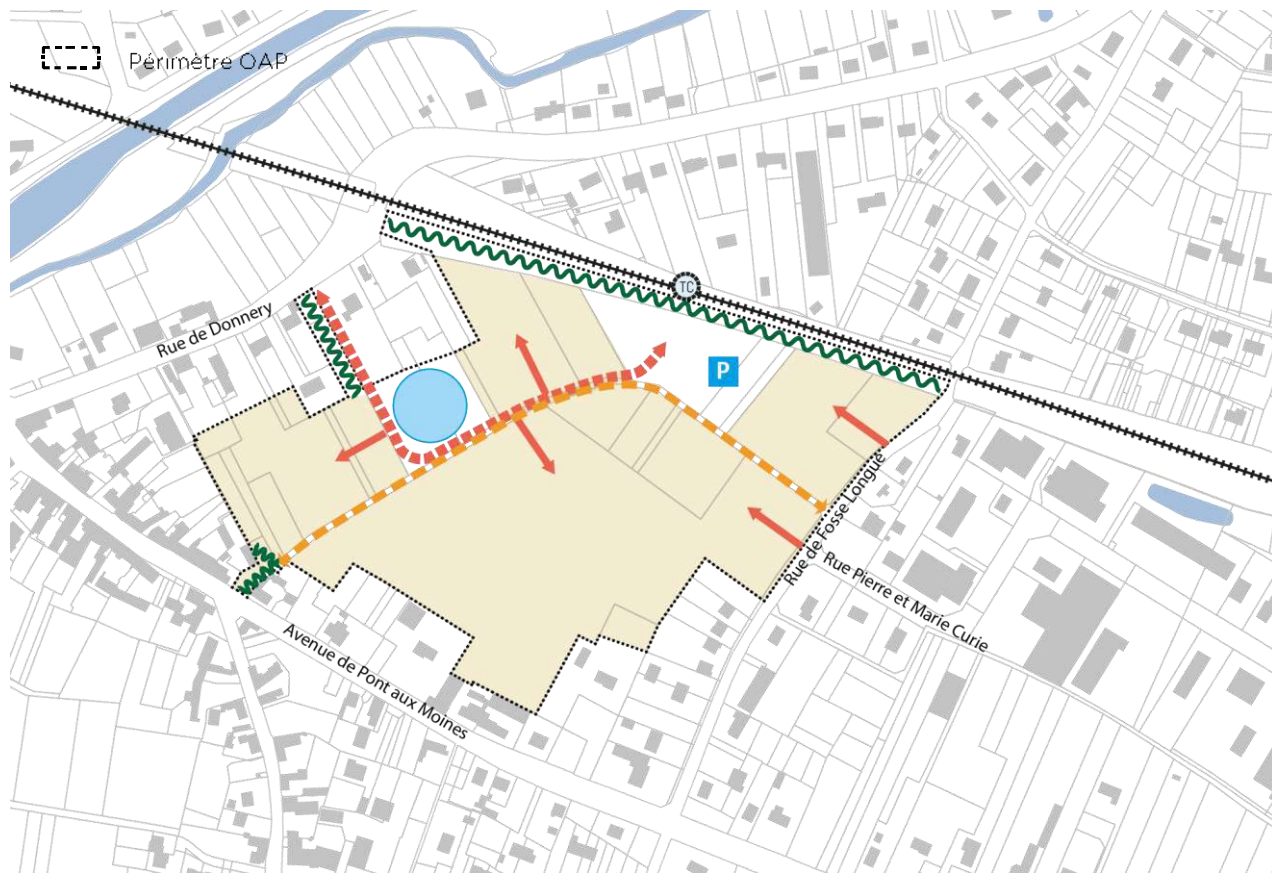 Périmètre OAP
TC
Rue de Donnery
P
Rue de Fosse Longue
Rue Pierre et Marie Curie
Avenue de Pont aux Moines